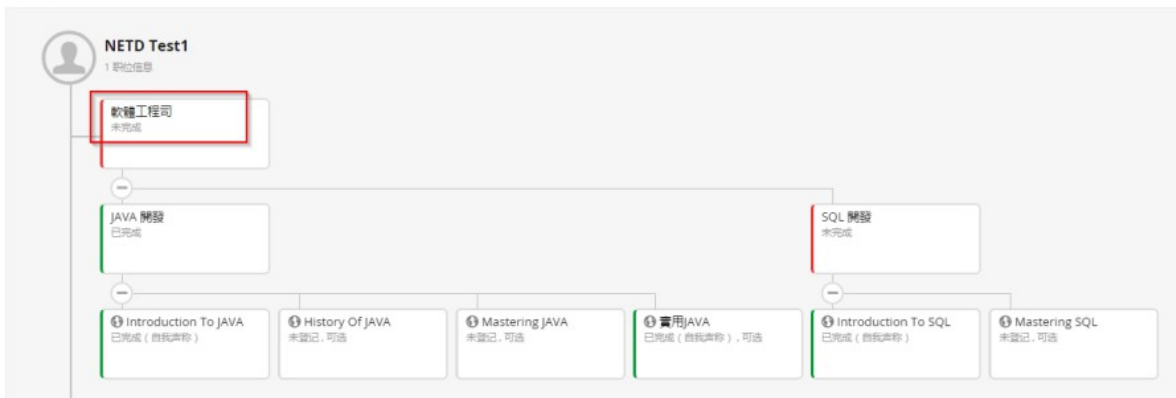 NETD Test1
1 职位信息
軟體工程司
未完成
JAVA 開發
已完成
SQL 開發
未完成
Introduction To JAVA
已完成（自我声称）
History Of JAVA
未登记 , 可选
Mastering JAVA
未登记 , 可选
實用JAVA
已完成（自我声称）, 可选
Introduction To SQL
已完成（自我声称）
Mastering SQL
未登记 , 可选